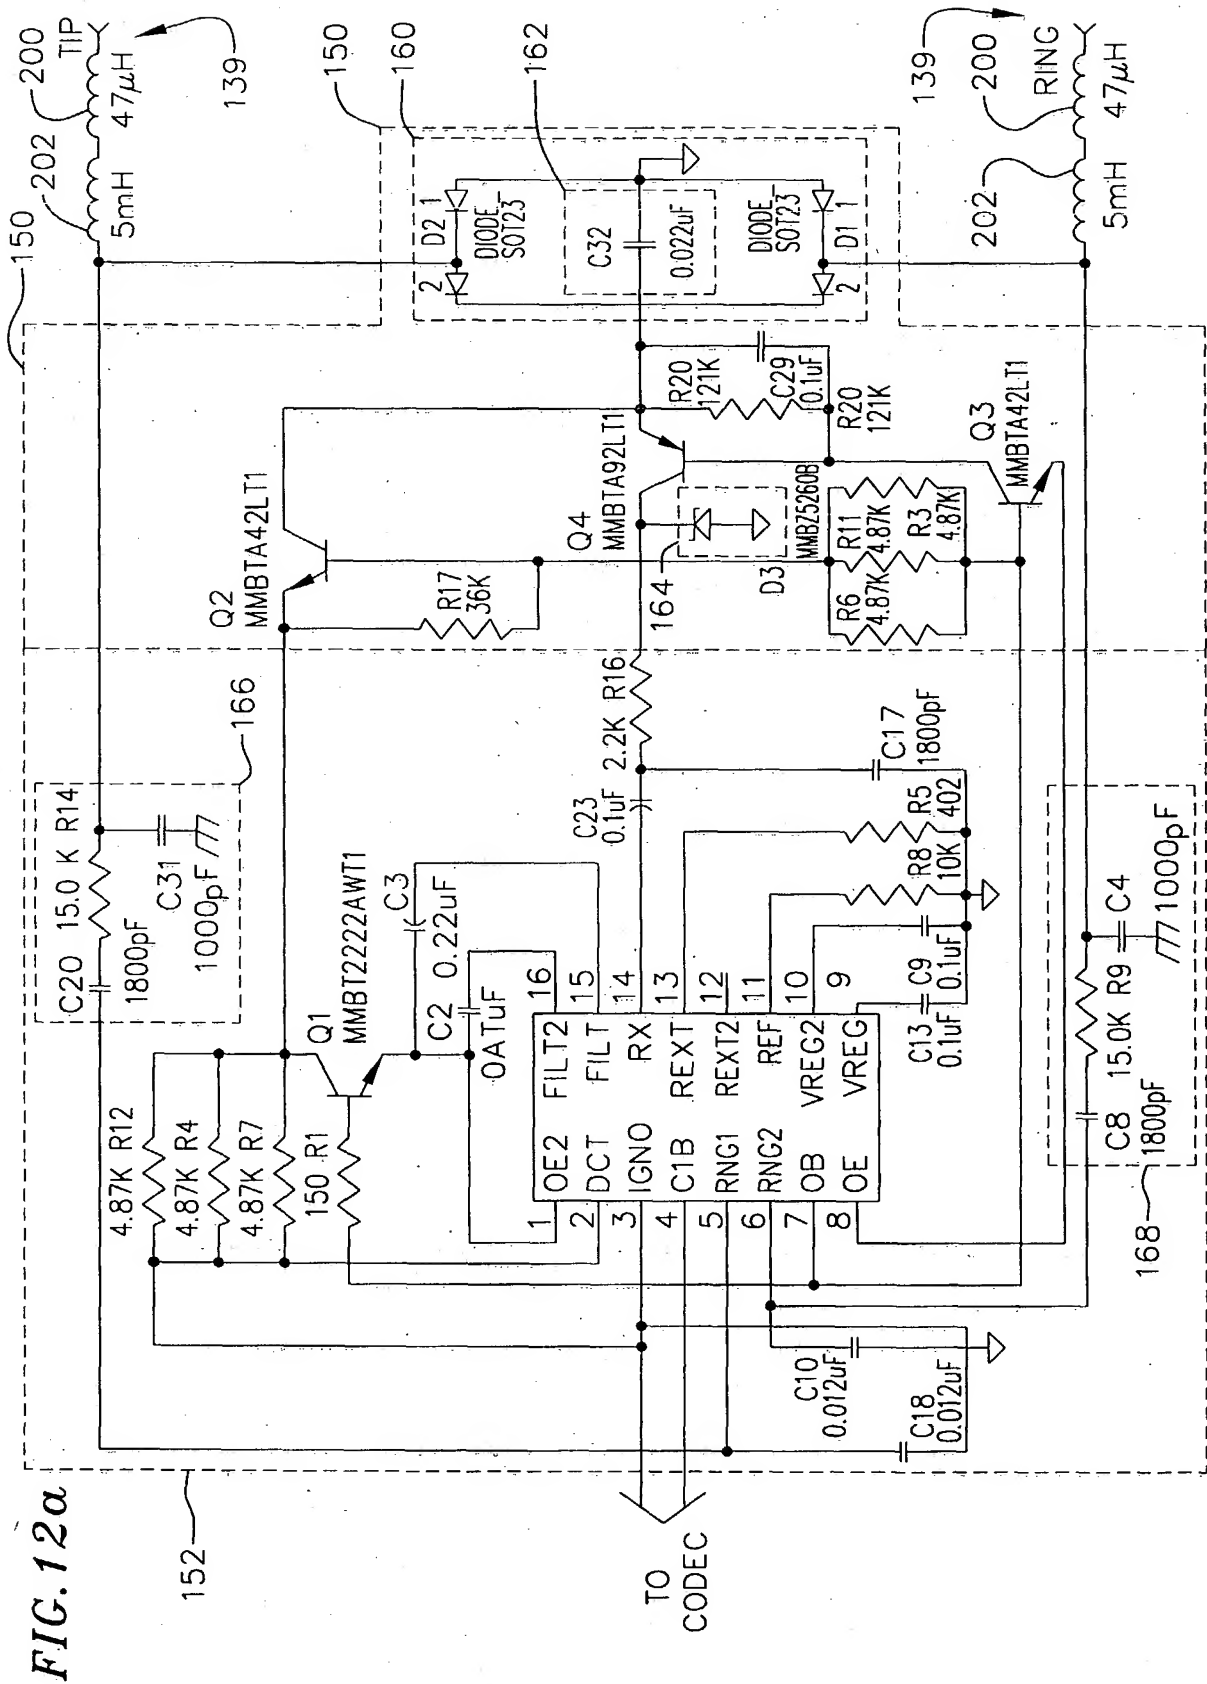 FIG.12a
152
TO
CODEC
150
202
200
5mH
47µH
TIP
139
150
160
162
166
C20
1800pF
15.0 K R14
C31
1000pF
4.87K R12
4.87K R4
4.87K R7
150 R1
Q1
MMBT2222AWT1
C2
0ATuF
C3
0.22uF
Q2
MMBTA42LT1
R17
36K
Q4
MMBTA92LT1
164
D3
MMBZ5260B
D2
2
1
DIODE_
SOT23
C32
0.022uF
DIODE_
SOT23
D1
2
1
R20
121K
C29
0.1uF
R20
121K
Q3
MMBTA42LT1
R6
4.87K
R11
4.87K
R3
4.87K
2.2K R16
C23
0.1uF
C17
1800pF
R5
402
R8
10K
C9
0.1uF
C13
0.1uF
1 OE2 FILT2 16
2 DCT FILT 15
3 IGND RX 14
4 C1B REXT 13
5 RNG1 REXT2 12
6 RNG2 REF 11
7 OB VREG2 10
8 OE VREG 9
C10
0.012uF
C18
0.012uF
168
C8
1800pF
15.0K R9
C4
1000pF
202
200
5mH
47µH
RING
139